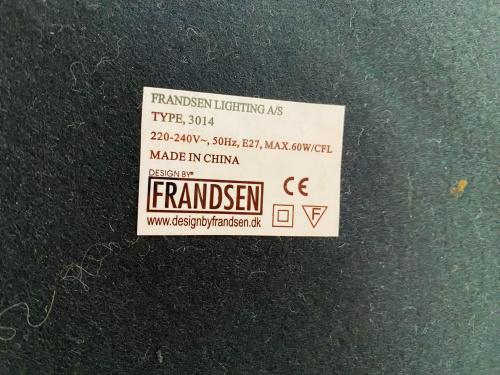 FRANDSEN LIGHTING A/S
TYPE, 3014
220-240V~, 50Hz, E27, MAX.60W/CFL
MADE IN CHINA
DESIGN BY®
FRANDSEN
CE
F
www.designbyfrandsen.dk